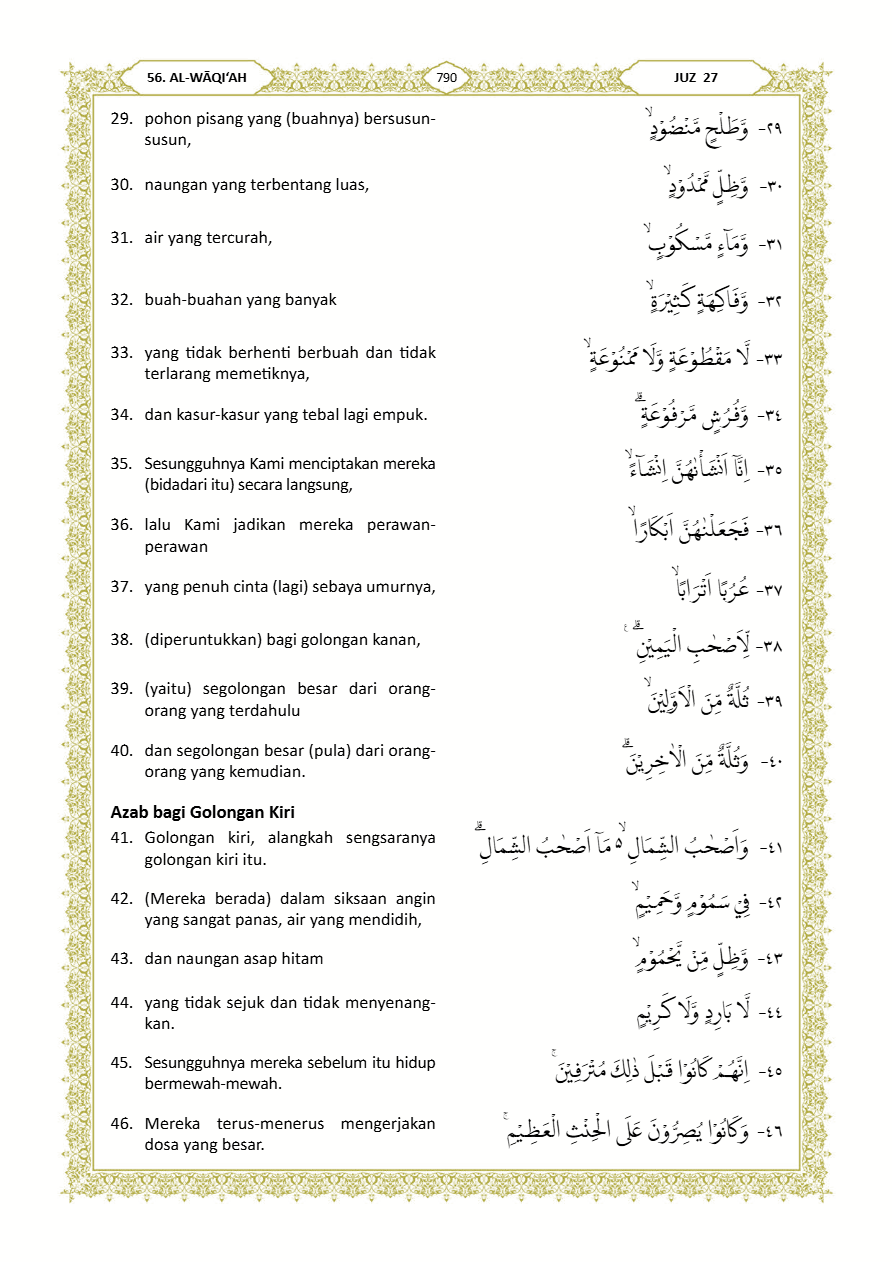 56. AL-WĀQI‘AH 790 JUZ 27
29. pohon pisang yang (buahnya) bersusun-
susun,
٢٩- وَّطَلْحٍ مَّنْضُوْدٍۙ
30. naungan yang terbentang luas,
٣٠- وَّظِلٍّ مَّمْدُوْدٍۙ
31. air yang tercurah,
٣١- وَّمَاۤءٍ مَّسْكُوْبٍۙ
32. buah-buahan yang banyak
٣٢- وَّفَاكِهَةٍ كَثِيْرَةٍۙ
33. yang tidak berhenti berbuah dan tidak
terlarang memetiknya,
٣٣- لَّا مَقْطُوْعَةٍ وَّلَا مَمْنُوْعَةٍۙ
34. dan kasur-kasur yang tebal lagi empuk.
٣٤- وَّفُرُشٍ مَّرْفُوْعَةٍۗ
35. Sesungguhnya Kami menciptakan mereka
(bidadari itu) secara langsung,
٣٥- اِنَّآ اَنْشَأْنٰهُنَّ اِنْشَاۤءًۙ
36. lalu Kami jadikan mereka perawan-
perawan
٣٦- فَجَعَلْنٰهُنَّ اَبْكَارًاۙ
37. yang penuh cinta (lagi) sebaya umurnya,
٣٧- عُرُبًا اَتْرَابًاۙ
38. (diperuntukkan) bagi golongan kanan,
٣٨- لِّاَصْحٰبِ الْيَمِيْنِۗ ࣖ
39. (yaitu) segolongan besar dari orang-
orang yang terdahulu
٣٩- ثُلَّةٌ مِّنَ الْاَوَّلِيْنَۙ
40. dan segolongan besar (pula) dari orang-
orang yang kemudian.
٤٠- وَثُلَّةٌ مِّنَ الْاٰخِرِيْنَۗ
Azab bagi Golongan Kiri
41. Golongan kiri, alangkah sengsaranya
golongan kiri itu.
٤١- وَاَصْحٰبُ الشِّمَالِ ەۙ مَآ اَصْحٰبُ الشِّمَالِۗ
42. (Mereka berada) dalam siksaan angin
yang sangat panas, air yang mendidih,
٤٢- فِيْ سَمُوْمٍ وَّحَمِيْمٍۙ
43. dan naungan asap hitam
٤٣- وَّظِلٍّ مِّنْ يَّحْمُوْمٍۙ
44. yang tidak sejuk dan tidak menyenang-
kan.
٤٤- لَّا بَارِدٍ وَّلَا كَرِيْمٍ
45. Sesungguhnya mereka sebelum itu hidup
bermewah-mewah.
٤٥- اِنَّهُمْ كَانُوْا قَبْلَ ذٰلِكَ مُتْرَفِيْنَۚ
46. Mereka terus-menerus mengerjakan
dosa yang besar.
٤٦- وَكَانُوْا يُصِرُّوْنَ عَلَى الْحِنْثِ الْعَظِيْمِۚ